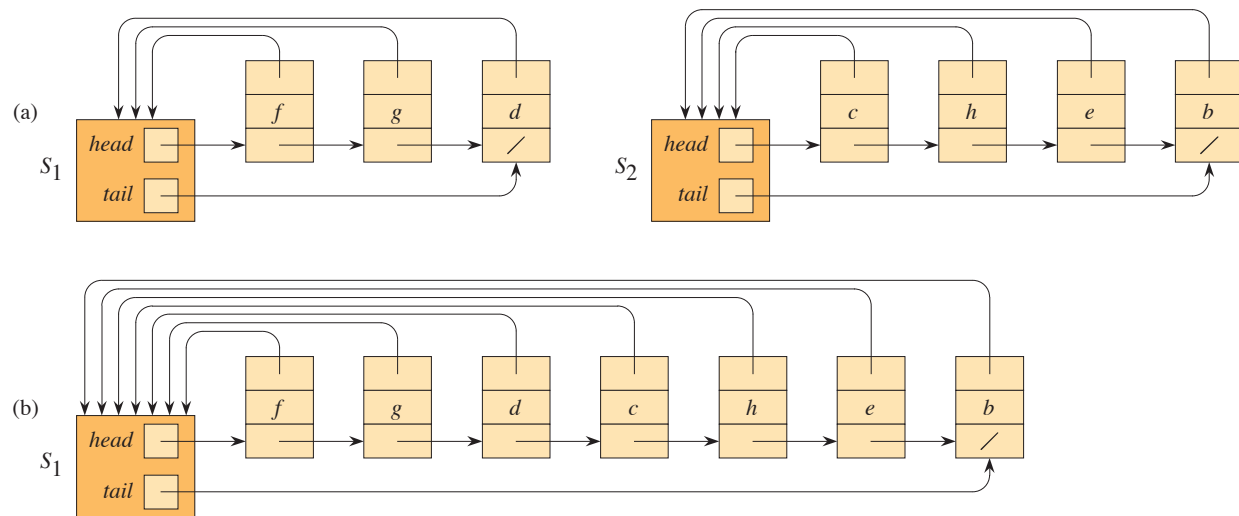 (a)
f g d
head
S1
tail
c h e b
head
S2
tail
(b)
f g d c h e b
head
S1
tail